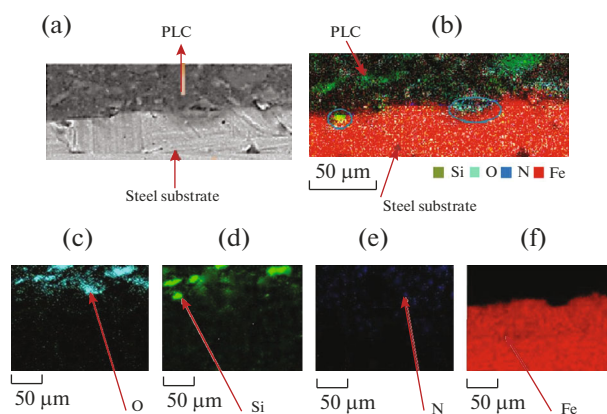 (a)
PLC
Steel substrate
(b)
PLC
50 μm
Si O N Fe
Steel substrate
(c)
(d)
(e)
(f)
50 μm
O
50 μm
Si
50 μm
N
50 μm
Fe